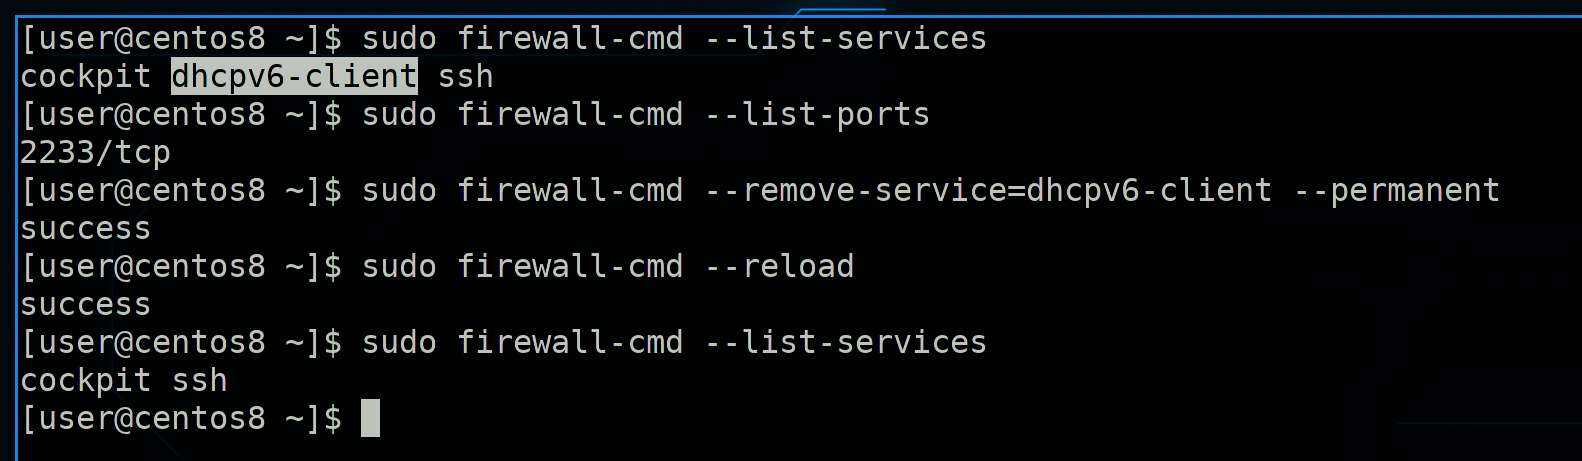 [user@centos8 ~]$ sudo firewall-cmd --list-services
cockpit dhcpv6-client ssh
[user@centos8 ~]$ sudo firewall-cmd --list-ports
2233/tcp
[user@centos8 ~]$ sudo firewall-cmd --remove-service=dhcpv6-client --permanent
success
[user@centos8 ~]$ sudo firewall-cmd --reload
success
[user@centos8 ~]$ sudo firewall-cmd --list-services
cockpit ssh
[user@centos8 ~]$